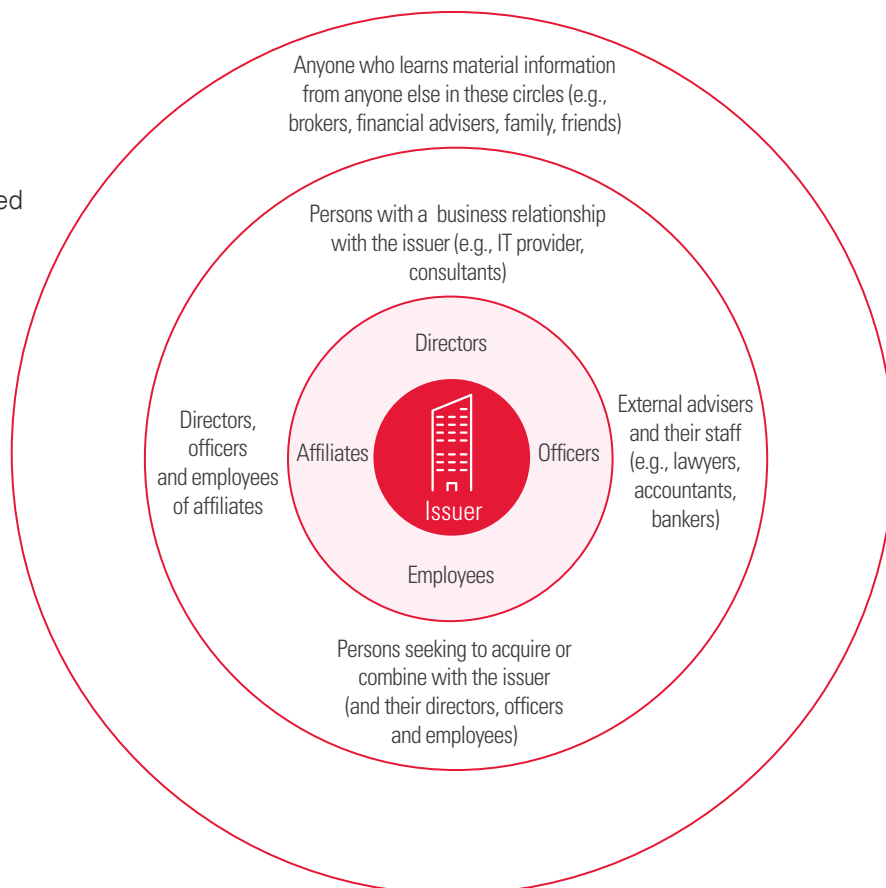 Anyone who learns material information
from anyone else in these circles (e.g.,
brokers, financial advisers, family, friends)
ed
Persons with a business relationship
with the issuer (e.g., IT provider,
consultants)
Directors
Directors,
officers
and employees
of affiliates
Affiliates
Issuer
Officers
External advisers
and their staff
(e.g., lawyers,
accountants,
bankers)
Employees
Persons seeking to acquire or
combine with the issuer
(and their directors, officers
and employees)